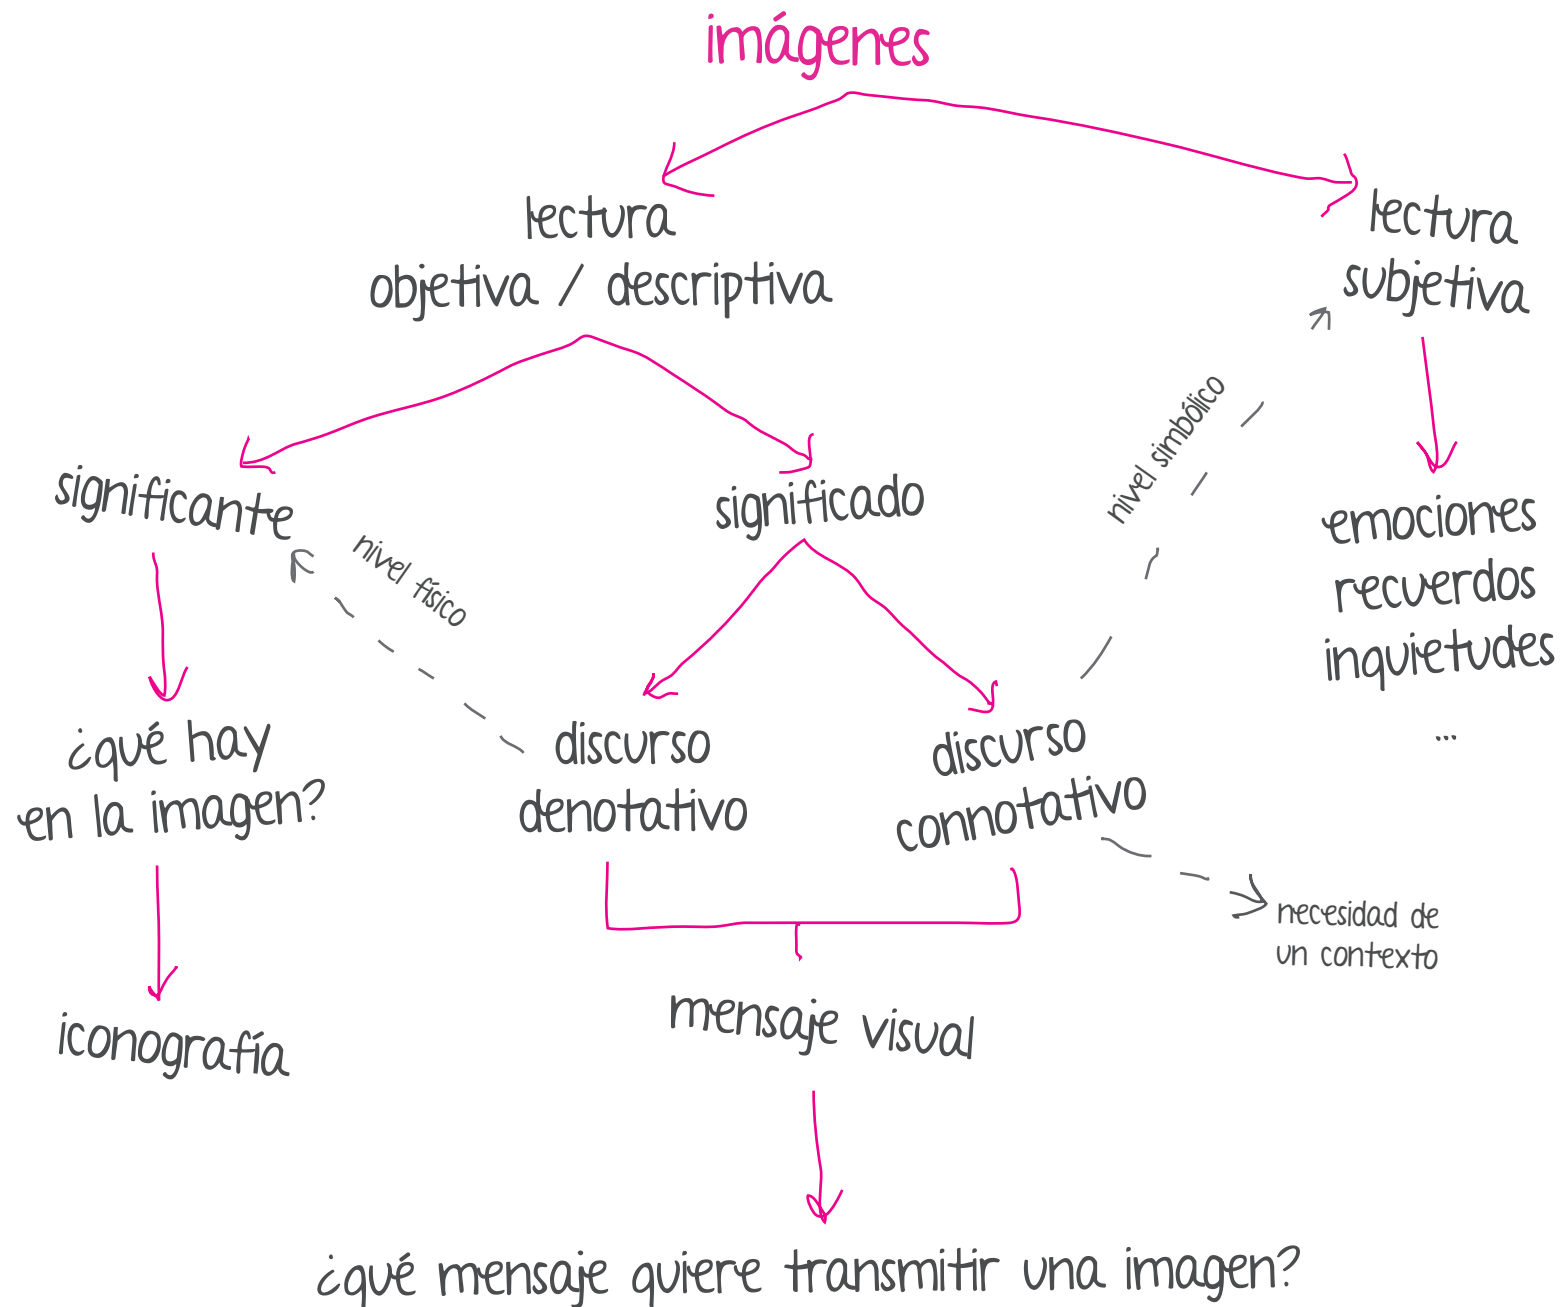 imágenes
lectura
objetiva / descriptiva
lectura
subjetiva
significante
significado
nivel físico
nivel simbólico
emociones
recuerdos
inquietudes
...
¿qué hay
en la imagen?
discurso
denotativo
discurso
connotativo
necesidad de
un contexto
iconografía
mensaje visual
¿qué mensaje quiere transmitir una imagen?